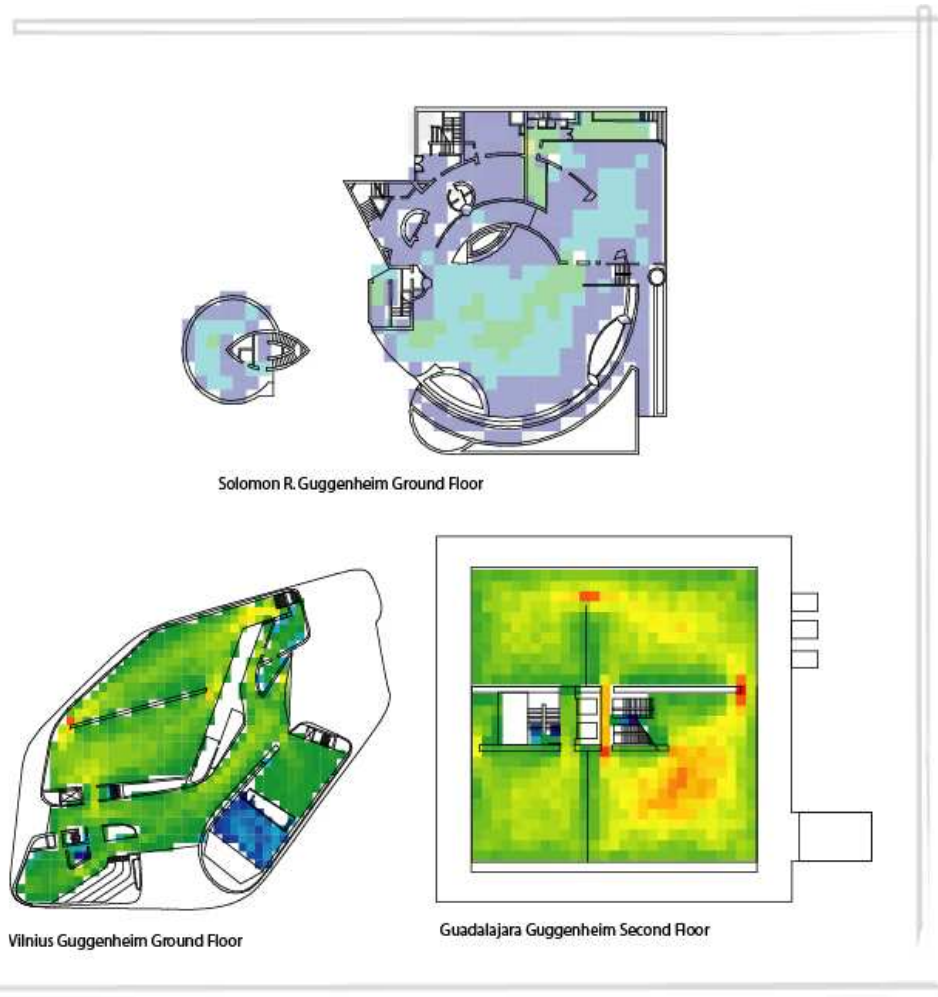 Solomon R. Guggenheim Ground Floor
Vilnius Guggenheim Ground Floor
Guadalajara Guggenheim Second Floor